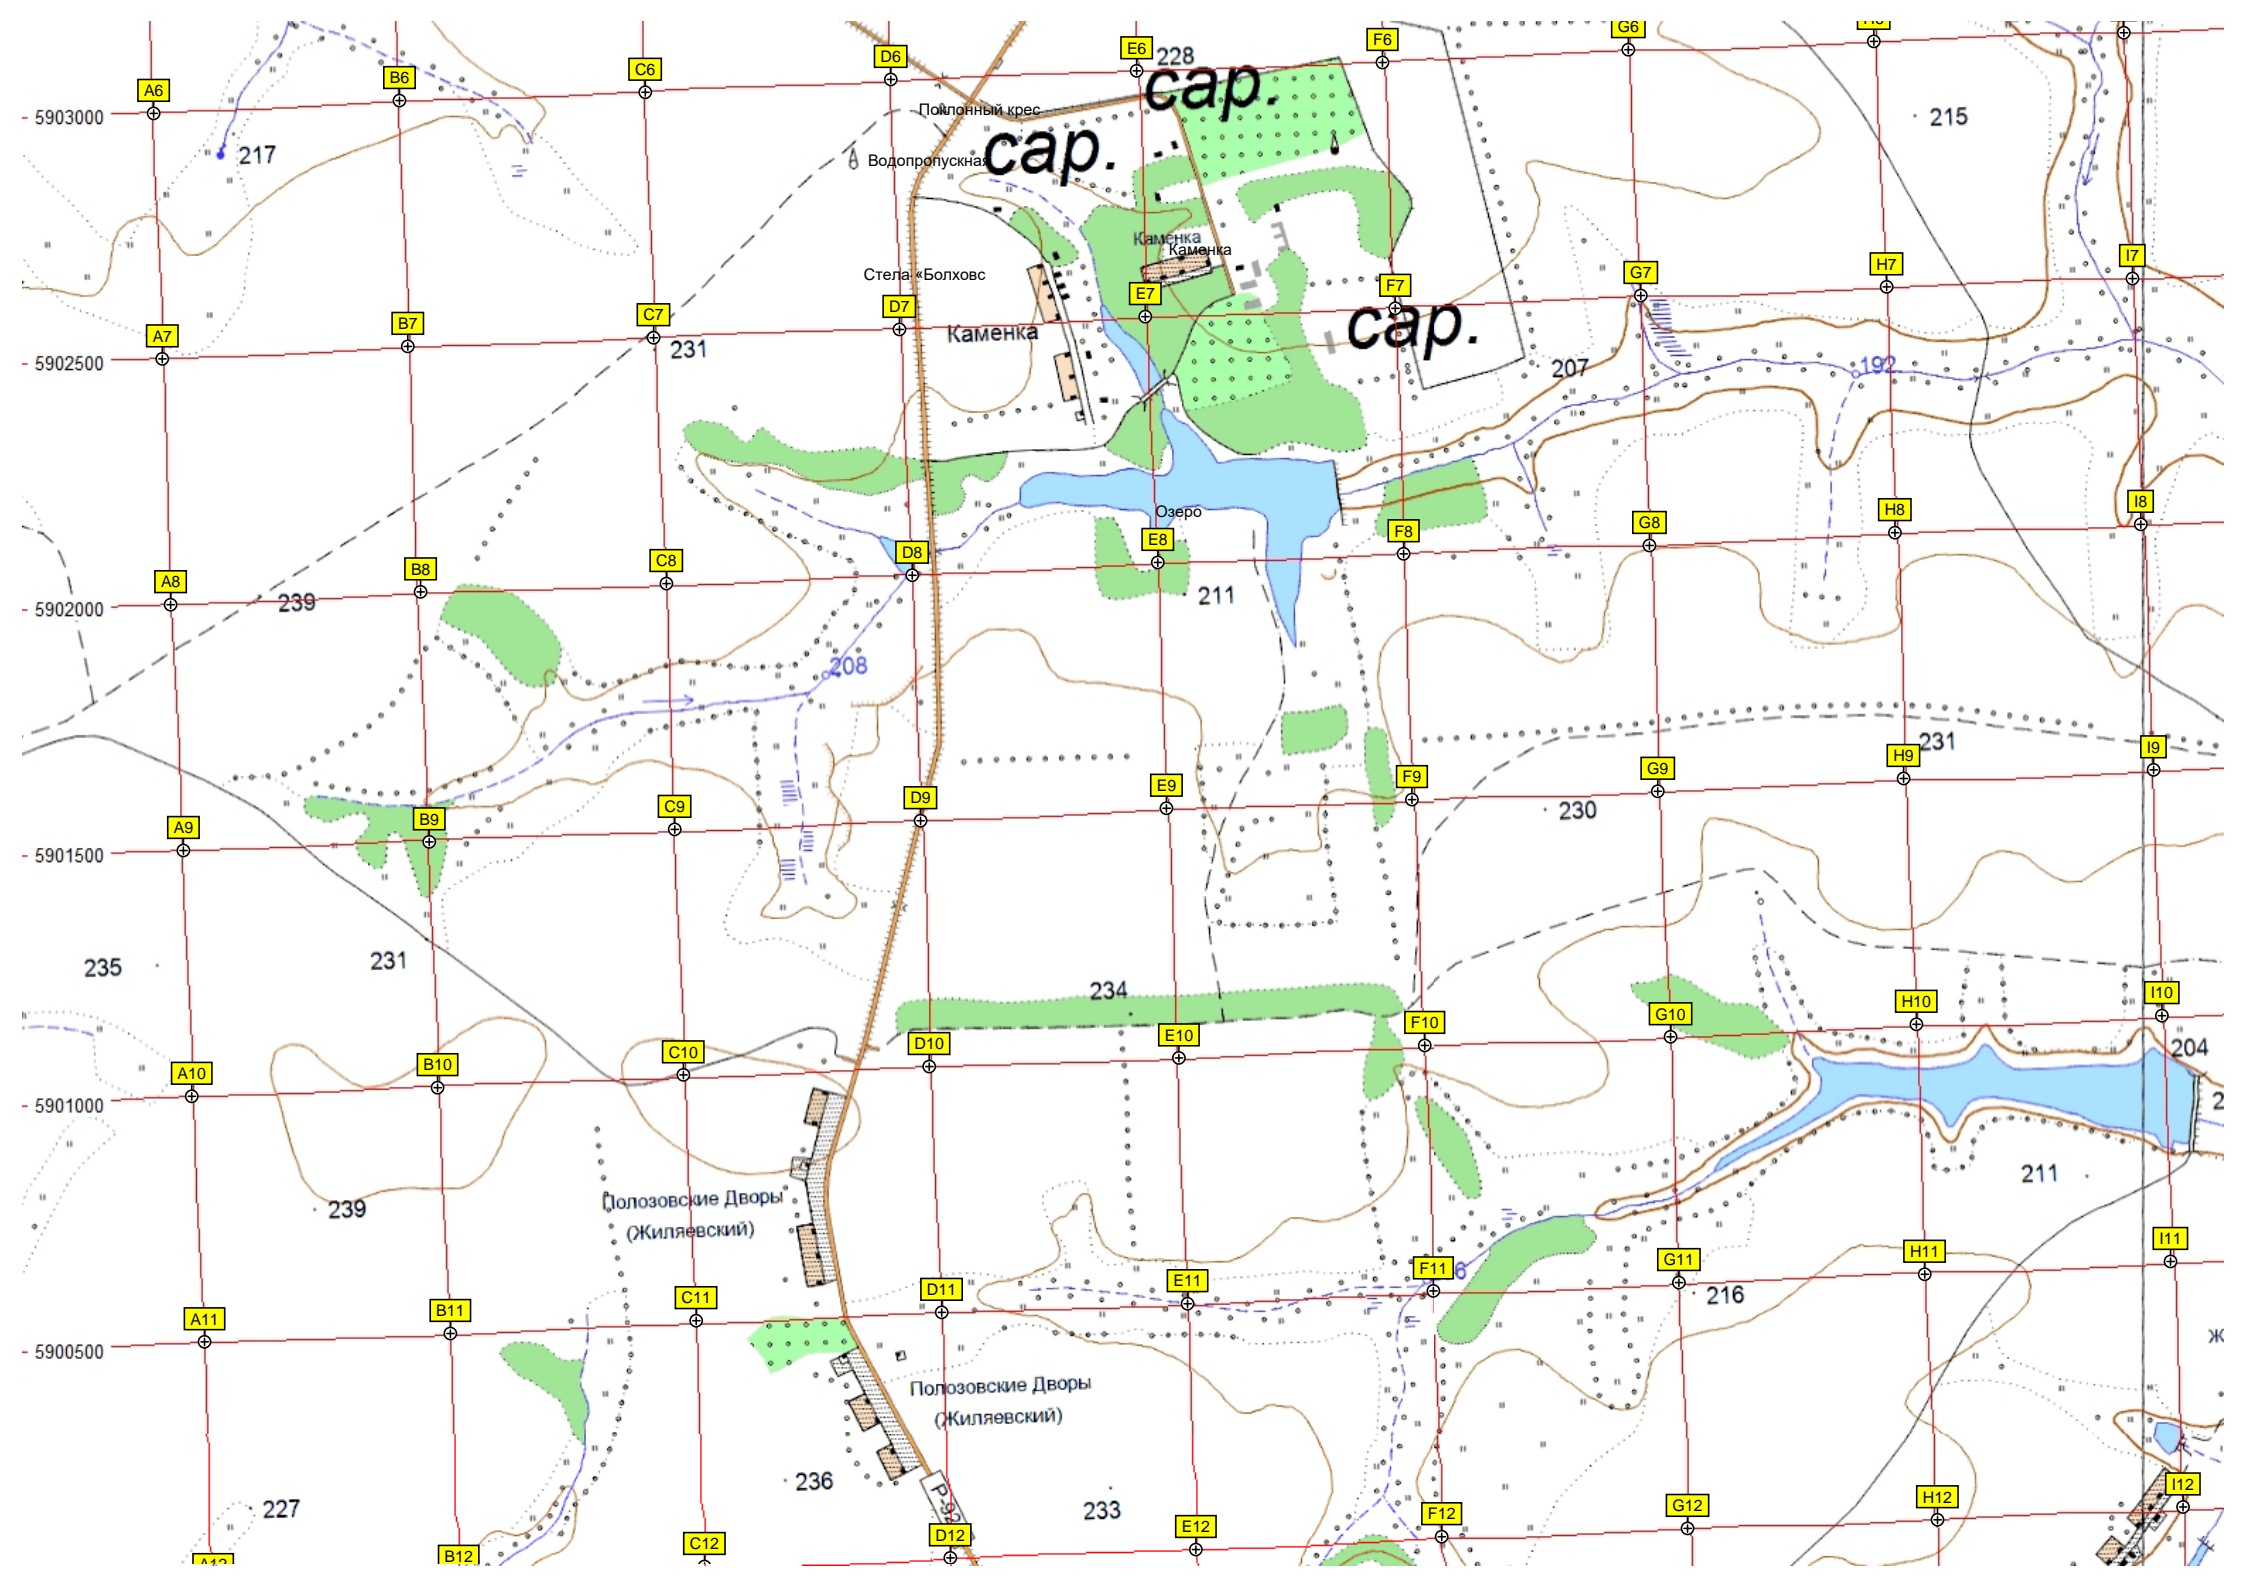 G6
H6
F6
E6
228
D6
сар.
C6
B6
A6
5903000
Поклонный крес
215
сар.
217
Водопропускная
Каменка
Каменка
I7
H7
G7
Стела «Болховс
F7
E7
D7
C7
B7
A7
сар.
Каменка
231
5902500
207
192
I8
H8
G8
Озеро
F8
E8
D8
C8
B8
A8
211
239
5902000
208
231
I9
H9
G9
F9
E9
D9
C9
B9
A9
230
5901500
235
231
234
I10
H10
G10
F10
E10
D10
C10
B10
A10
204
5901000
2
211
Полозовские Дворы
(Жиляевский)
239
I11
H11
G11
F11
6
E11
D11
C11
B11
A11
216
5900500
Ж
Полозовские Дворы
(Жиляевский)
236
I12
H12
G12
F12
E12
233
227
Р-92
D12
C12
B12
A12